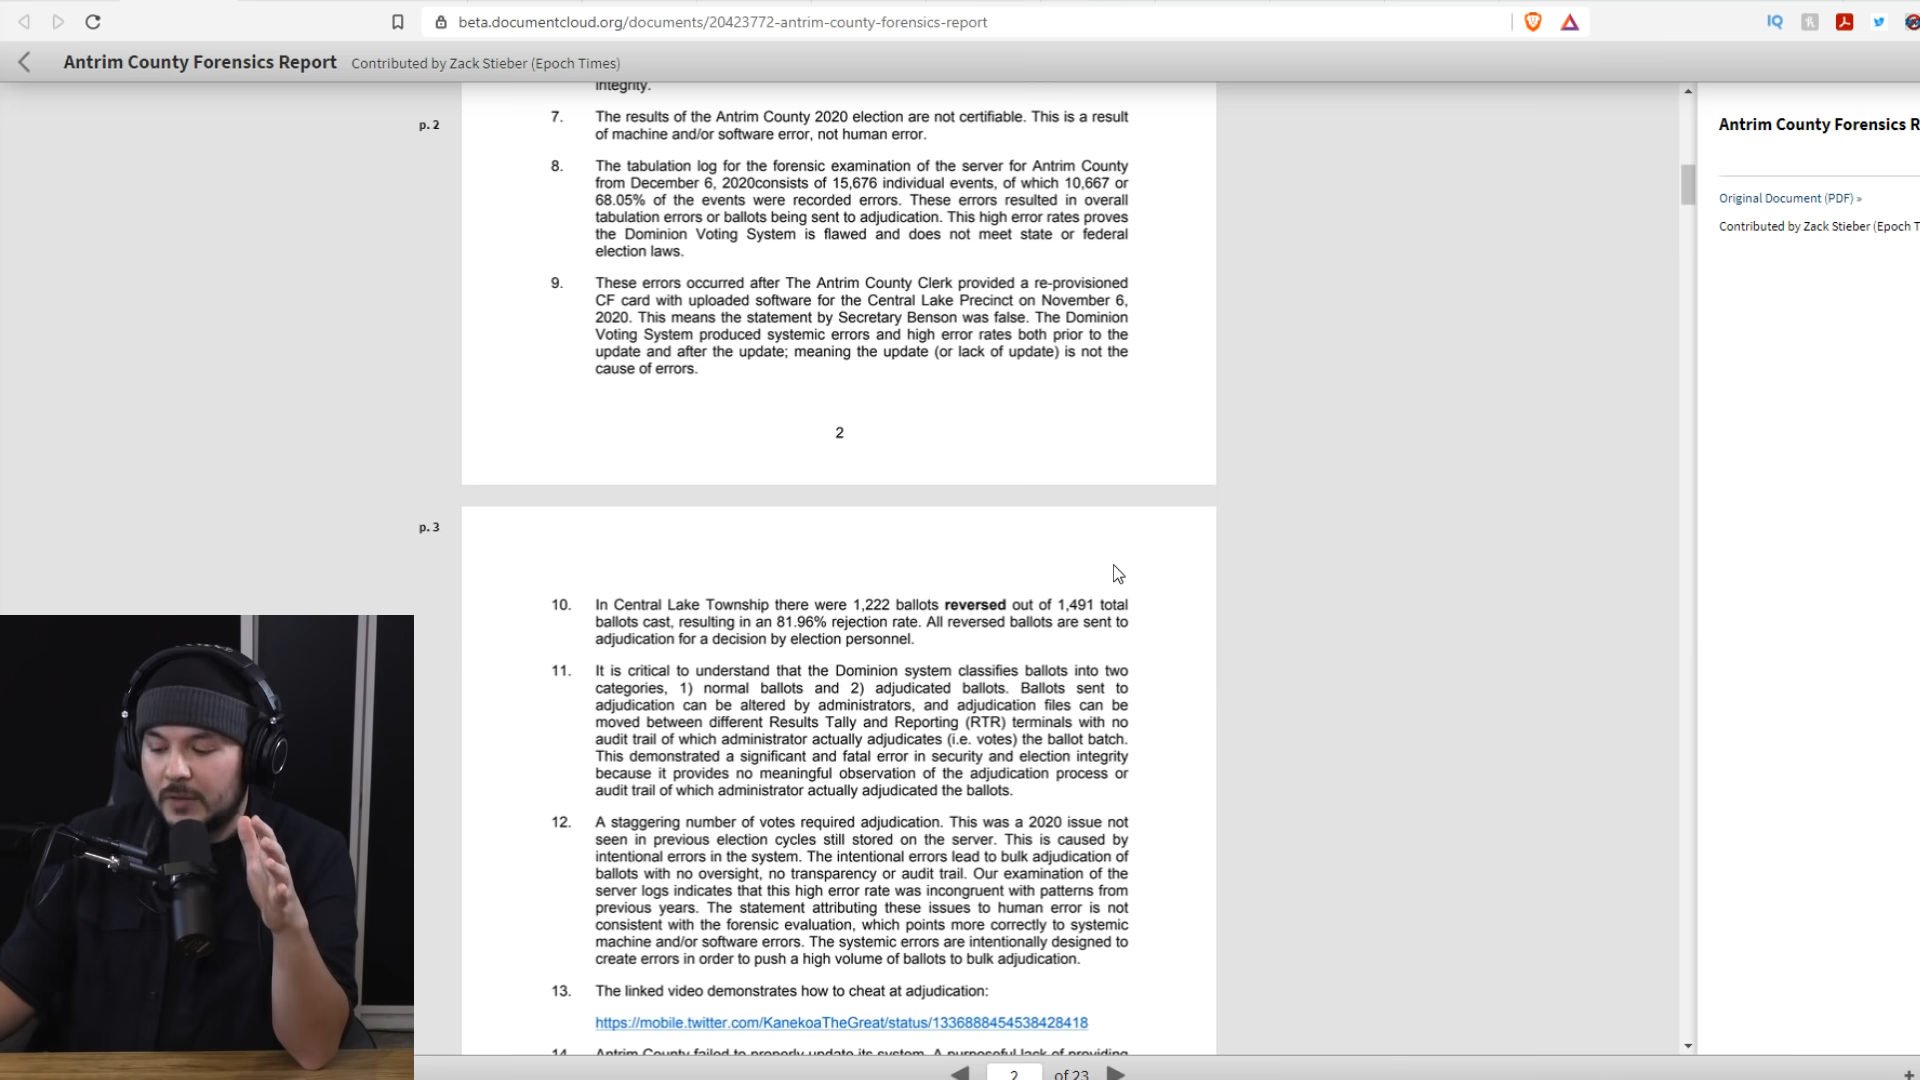 beta.documentcloud.org/documents/20423772-antrim-county-forensics-report
IQ
Antrim County Forensics Report Contributed by Zack Stieber (Epoch Times)
integrity.
p. 2
7. The results of the Antrim County 2020 election are not certifiable. This is a result
of machine and/or software error, not human error.
8. The tabulation log for the forensic examination of the server for Antrim County
from December 6, 2020consists of 15,676 individual events, of which 10,667 or
68.05% of the events were recorded errors. These errors resulted in overall
tabulation errors or ballots being sent to adjudication. This high error rates proves
the Dominion Voting System is flawed and does not meet state or federal
election laws.
9. These errors occurred after The Antrim County Clerk provided a re-provisioned
CF card with uploaded software for the Central Lake Precinct on November 6,
2020. This means the statement by Secretary Benson was false. The Dominion
Voting System produced systemic errors and high error rates both prior to the
update and after the update; meaning the update (or lack of update) is not the
cause of errors.
2
p. 3
10. In Central Lake Township there were 1,222 ballots reversed out of 1,491 total
ballots cast, resulting in an 81.96% rejection rate. All reversed ballots are sent to
adjudication for a decision by election personnel.
11. It is critical to understand that the Dominion system classifies ballots into two
categories, 1) normal ballots and 2) adjudicated ballots. Ballots sent to
adjudication can be altered by administrators, and adjudication files can be
moved between different Results Tally and Reporting (RTR) terminals with no
audit trail of which administrator actually adjudicates (i.e. votes) the ballot batch.
This demonstrated a significant and fatal error in security and election integrity
because it provides no meaningful observation of the adjudication process or
audit trail of which administrator actually adjudicated the ballots.
12. A staggering number of votes required adjudication. This was a 2020 issue not
seen in previous election cycles still stored on the server. This is caused by
intentional errors in the system. The intentional errors lead to bulk adjudication of
ballots with no oversight, no transparency or audit trail. Our examination of the
server logs indicates that this high error rate was incongruent with patterns from
previous years. The statement attributing these issues to human error is not
consistent with the forensic evaluation, which points more correctly to systemic
machine and/or software errors. The systemic errors are intentionally designed to
create errors in order to push a high volume of ballots to bulk adjudication.
13. The linked video demonstrates how to cheat at adjudication:
https://mobile.twitter.com/KanekoaTheGreat/status/1336888454538428418
14. Antrim County failed to properly update its system. A purposeful lack of providing
2 of 23
Antrim County Forensics R
Original Document (PDF) »
Contributed by Zack Stieber (Epoch T